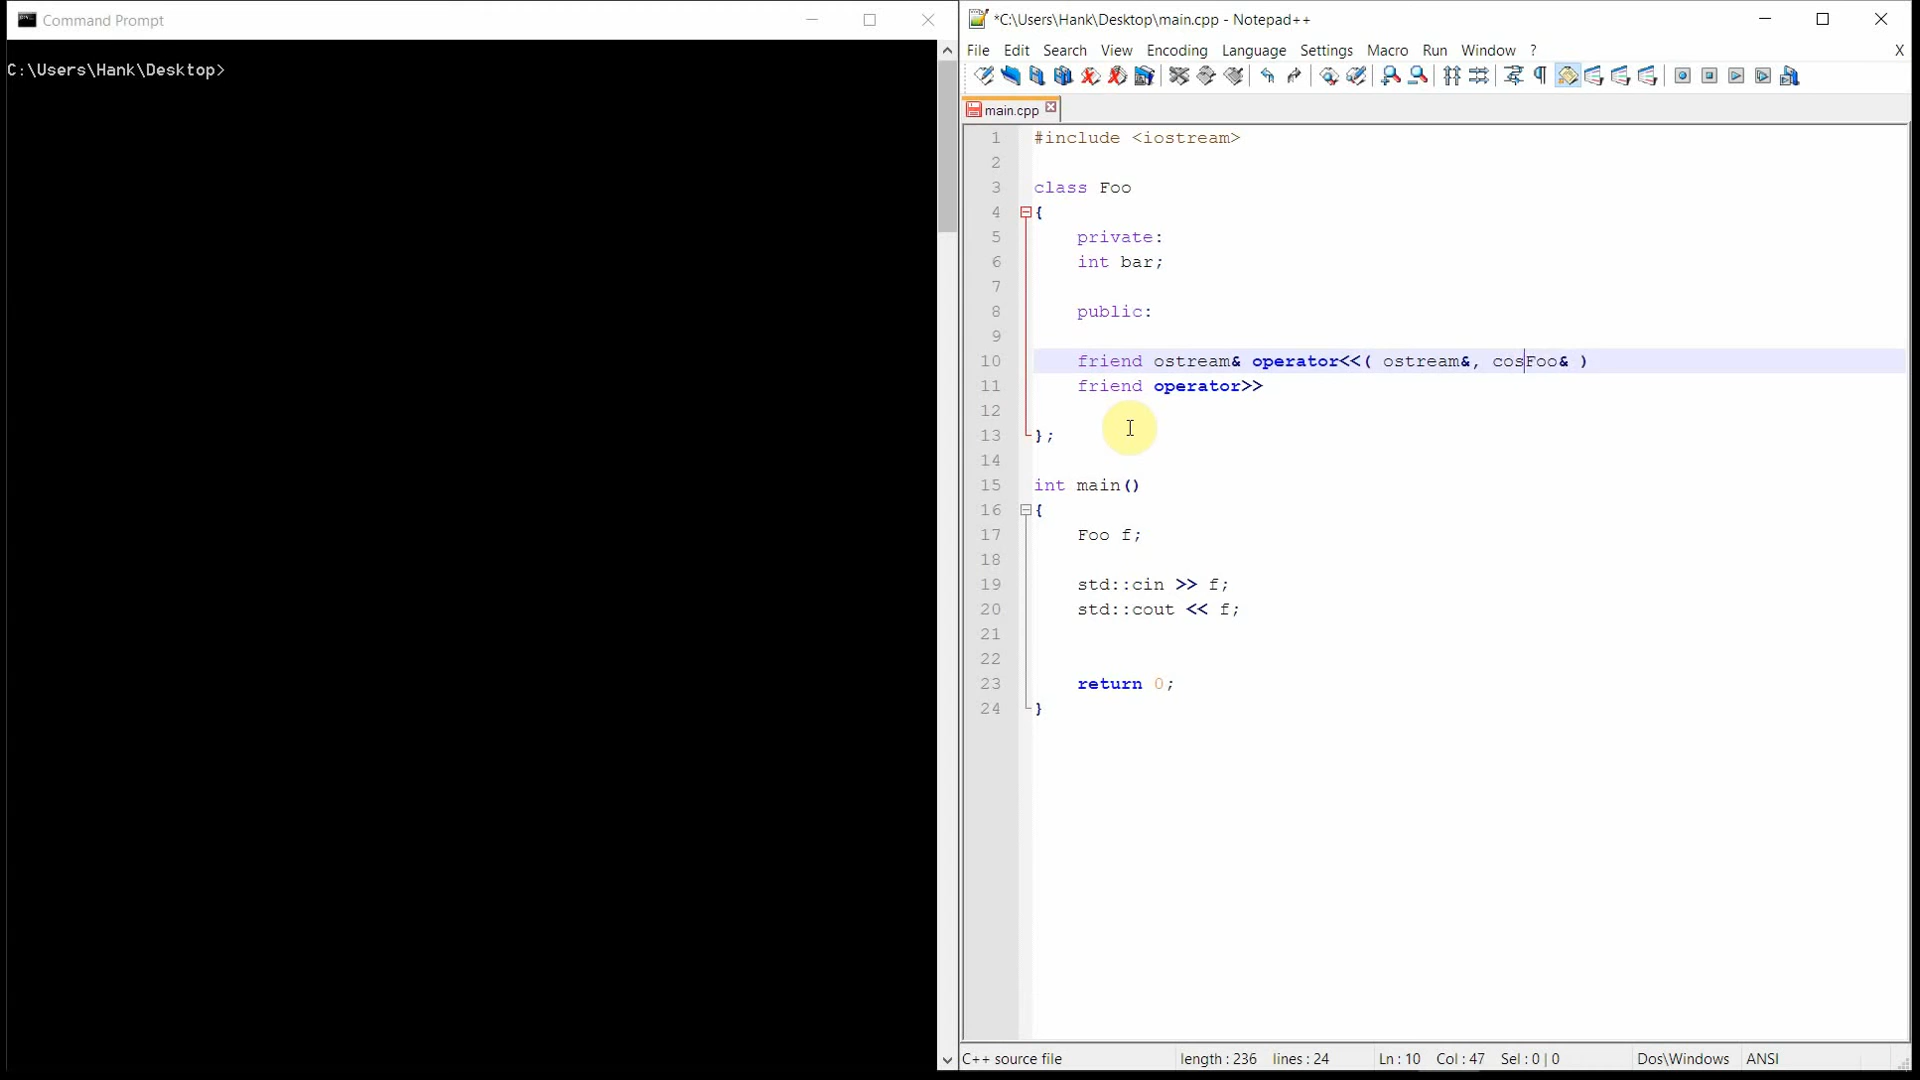 Command Prompt
C:\Users\Hank\Desktop>
*C:\Users\Hank\Desktop\main.cpp - Notepad++
File Edit Search View Encoding Language Settings Macro Run Window ? X
main.cpp
1 #include <iostream>
2
3 class Foo
4 {
5 private:
6 int bar;
7
8 public:
9
10 friend ostream& operator<<( ostream&, cosFoo& )
11 friend operator>>
12
13 };
14
15 int main()
16 {
17 Foo f;
18
19 std::cin >> f;
20 std::cout << f;
21
22
23 return 0;
24 }
C++ source file length : 236 lines : 24 Ln : 10 Col : 47 Sel : 0 | 0 Dos\Windows ANSI